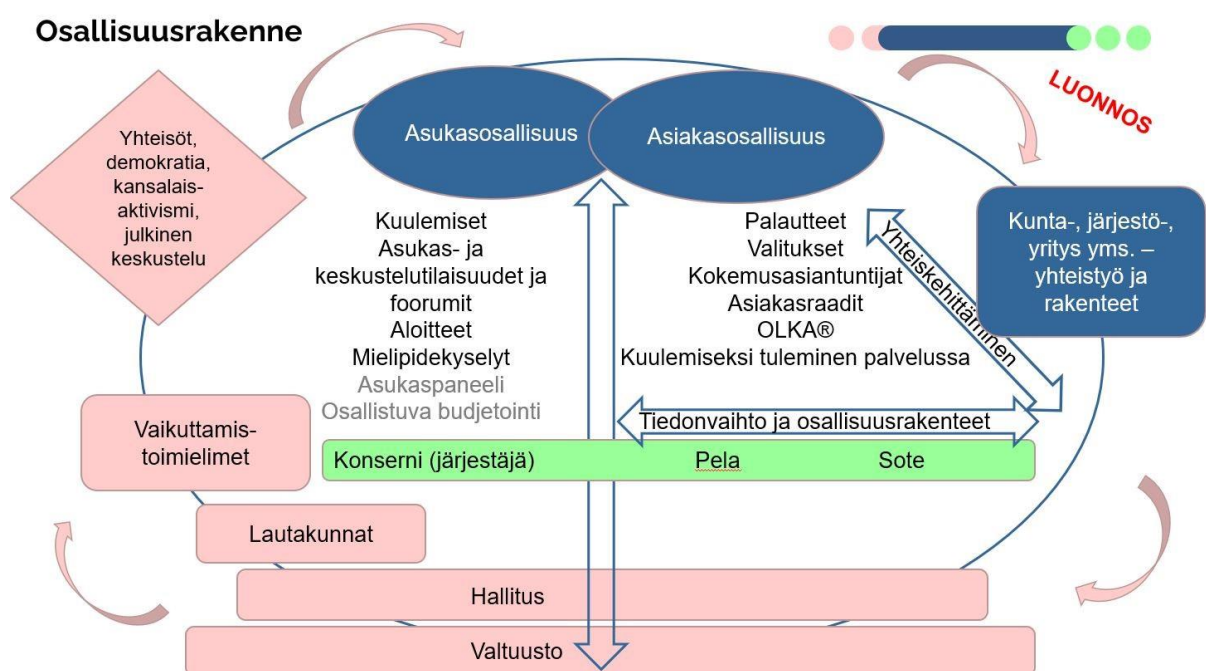 Osallisuusrakenne
LUONNOS
Yhteisöt,
demokratia,
kansalais-
aktivismi,
julkinen
keskustelu
Asukasosallisuus
Asiakasosallisuus
Kuulemiset
Asukas- ja
keskustelutilaisuudet ja
foorumit
Aloitteet
Mielipidekyselyt
Asukaspaneeli
Osallistuva budjetointi
Palautteet
Valitukset
Kokemusasiantuntijat
Asiakasraadit
OLKA®
Kuulemiseksi tuleminen palvelussa
Yhteiskehittäminen
Kunta-, järjestö-,
yritys yms. –
yhteistyö ja
rakenteet
Tiedonvaihto ja osallisuusrakenteet
Vaikuttamis-
toimielimet
Konserni (järjestäjä) Pela Sote
Lautakunnat
Hallitus
Valtuusto